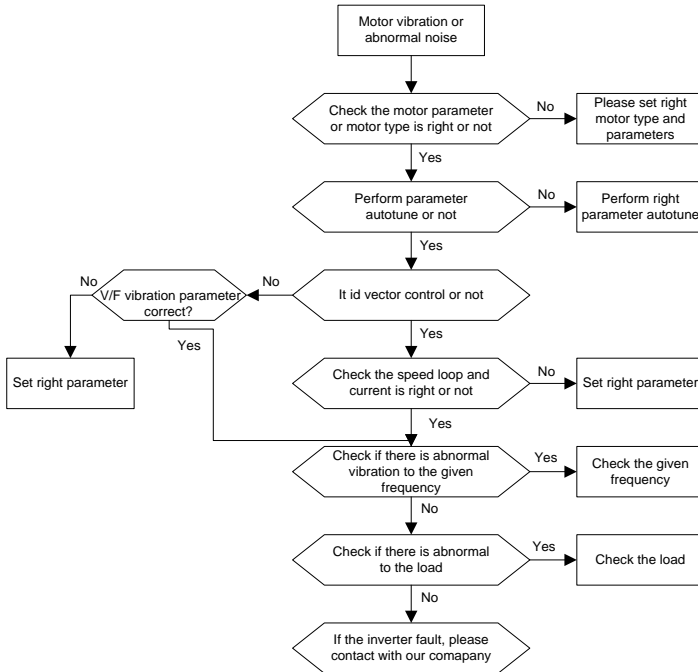 Motor vibration or
abnormal noise
Check the motor parameter
or motor type is right or not
No
Please set right
motor type and
parameters
Yes
Perform parameter
autotune or not
No
Perform right
parameter autotune
Yes
It id vector control or not
No
V/F vibration parameter
correct?
No
Yes
Set right parameter
Yes
Check the speed loop and
current is right or not
No
Set right parameter
Yes
Check if there is abnormal
vibration to the given
frequency
Yes
Check the given
frequency
No
Check if there is abnormal
to the load
Yes
Check the load
No
If the inverter fault, please
contact with our comapany